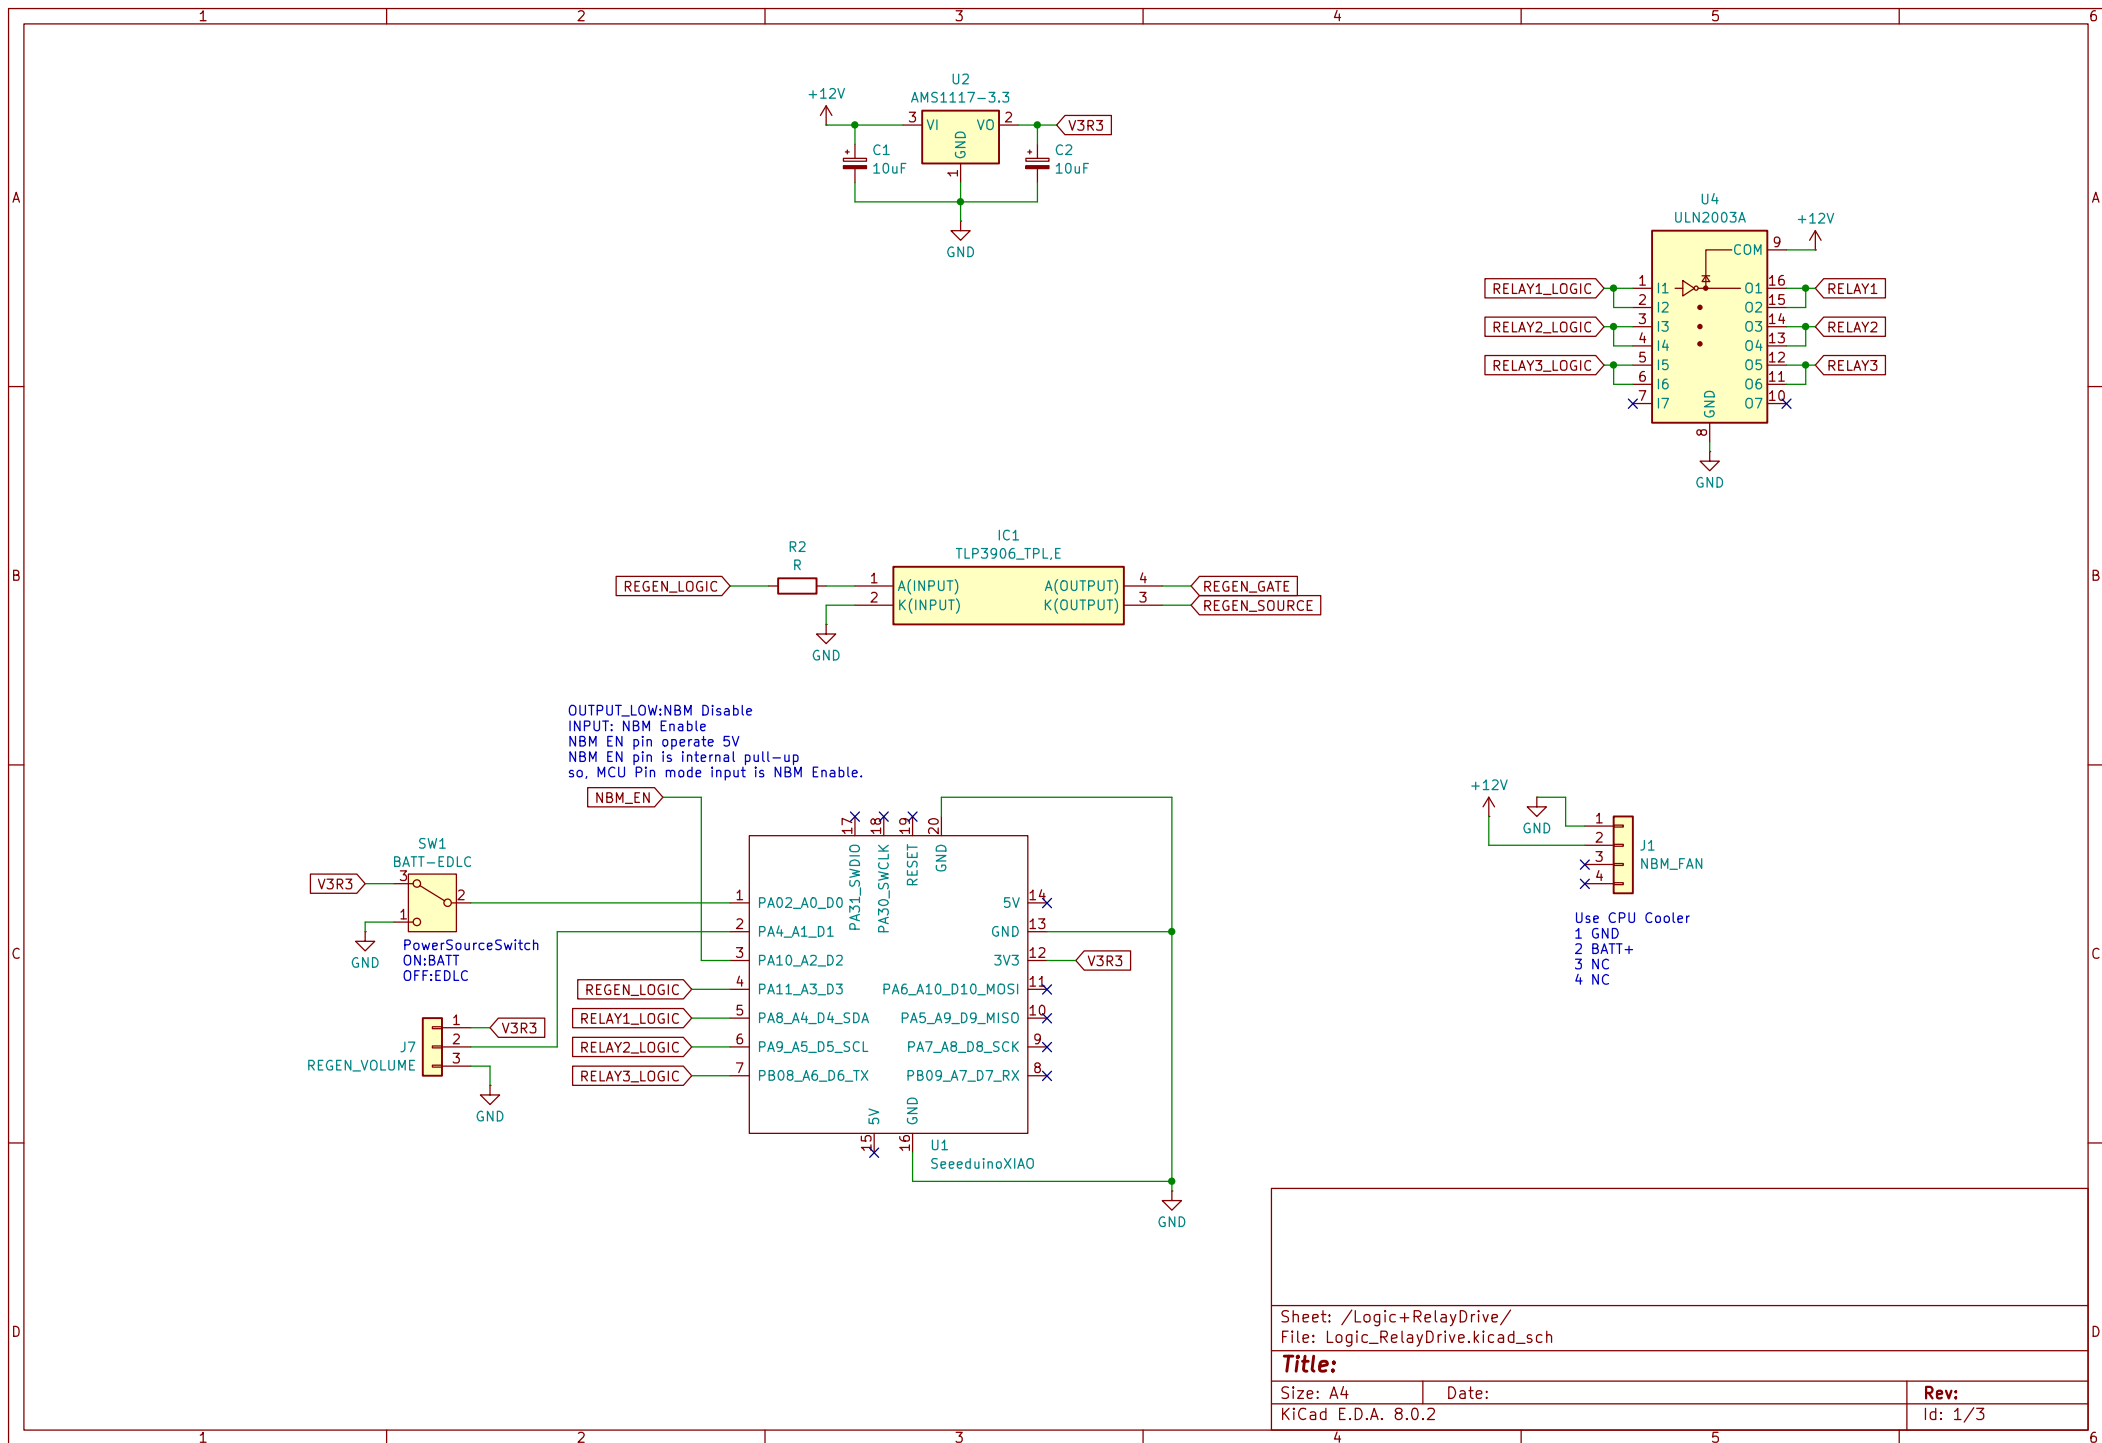 1 2 3 4 5 6
A
B
C
D
A
B
C
D
1 2 3 4 5 6
U2
AMS1117-3.3
+12V
3 VI
VO 2
GND
1
V3R3
C1
10uF
C2
10uF
GND
U4
ULN2003A
+12V
COM 9
RELAY1_LOGIC
RELAY2_LOGIC
RELAY3_LOGIC
1 I1
2 I2
3 I3
4 I4
5 I5
6 I6
7 I7
O1 16
O2 15
O3 14
O4 13
O5 12
O6 11
O7 10
GND
8
RELAY1
RELAY2
RELAY3
GND
IC1
TLP3906_TPL,E
R2
R
REGEN_LOGIC
1 A(INPUT)
2 K(INPUT)
A(OUTPUT) 4
K(OUTPUT) 3
REGEN_GATE
REGEN_SOURCE
GND
OUTPUT_LOW:NBM Disable
INPUT: NBM Enable
NBM EN pin operate 5V
NBM EN pin is internal pull-up
so, MCU Pin mode input is NBM Enable.
NBM_EN
SW1
BATT-EDLC
V3R3
3
2
1
GND
PowerSourceSwitch
ON:BATT
OFF:EDLC
J7
REGEN_VOLUME
1
2
3
V3R3
GND
REGEN_LOGIC
RELAY1_LOGIC
RELAY2_LOGIC
RELAY3_LOGIC
17 PA31_SWDIO
18 PA30_SWCLK
19 RESET
20 GND
1 PA02_A0_D0
2 PA4_A1_D1
3 PA10_A2_D2
4 PA11_A3_D3
5 PA8_A4_D4_SDA
6 PA9_A5_D5_SCL
7 PB08_A6_D6_TX
5V 14
GND 13
3V3 12
PA6_A10_D10_MOSI 11
PA5_A9_D9_MISO 10
PA7_A8_D8_SCK 9
PB09_A7_D7_RX 8
5V 15
GND 16
V3R3
U1
SeeeduinoXIAO
GND
+12V
GND
1
2
3
4
J1
NBM_FAN
Use CPU Cooler
1 GND
2 BATT+
3 NC
4 NC
Sheet: /Logic+RelayDrive/
File: Logic_RelayDrive.kicad_sch
Title:
Size: A4 Date: Rev:
KiCad E.D.A. 8.0.2 Id: 1/3